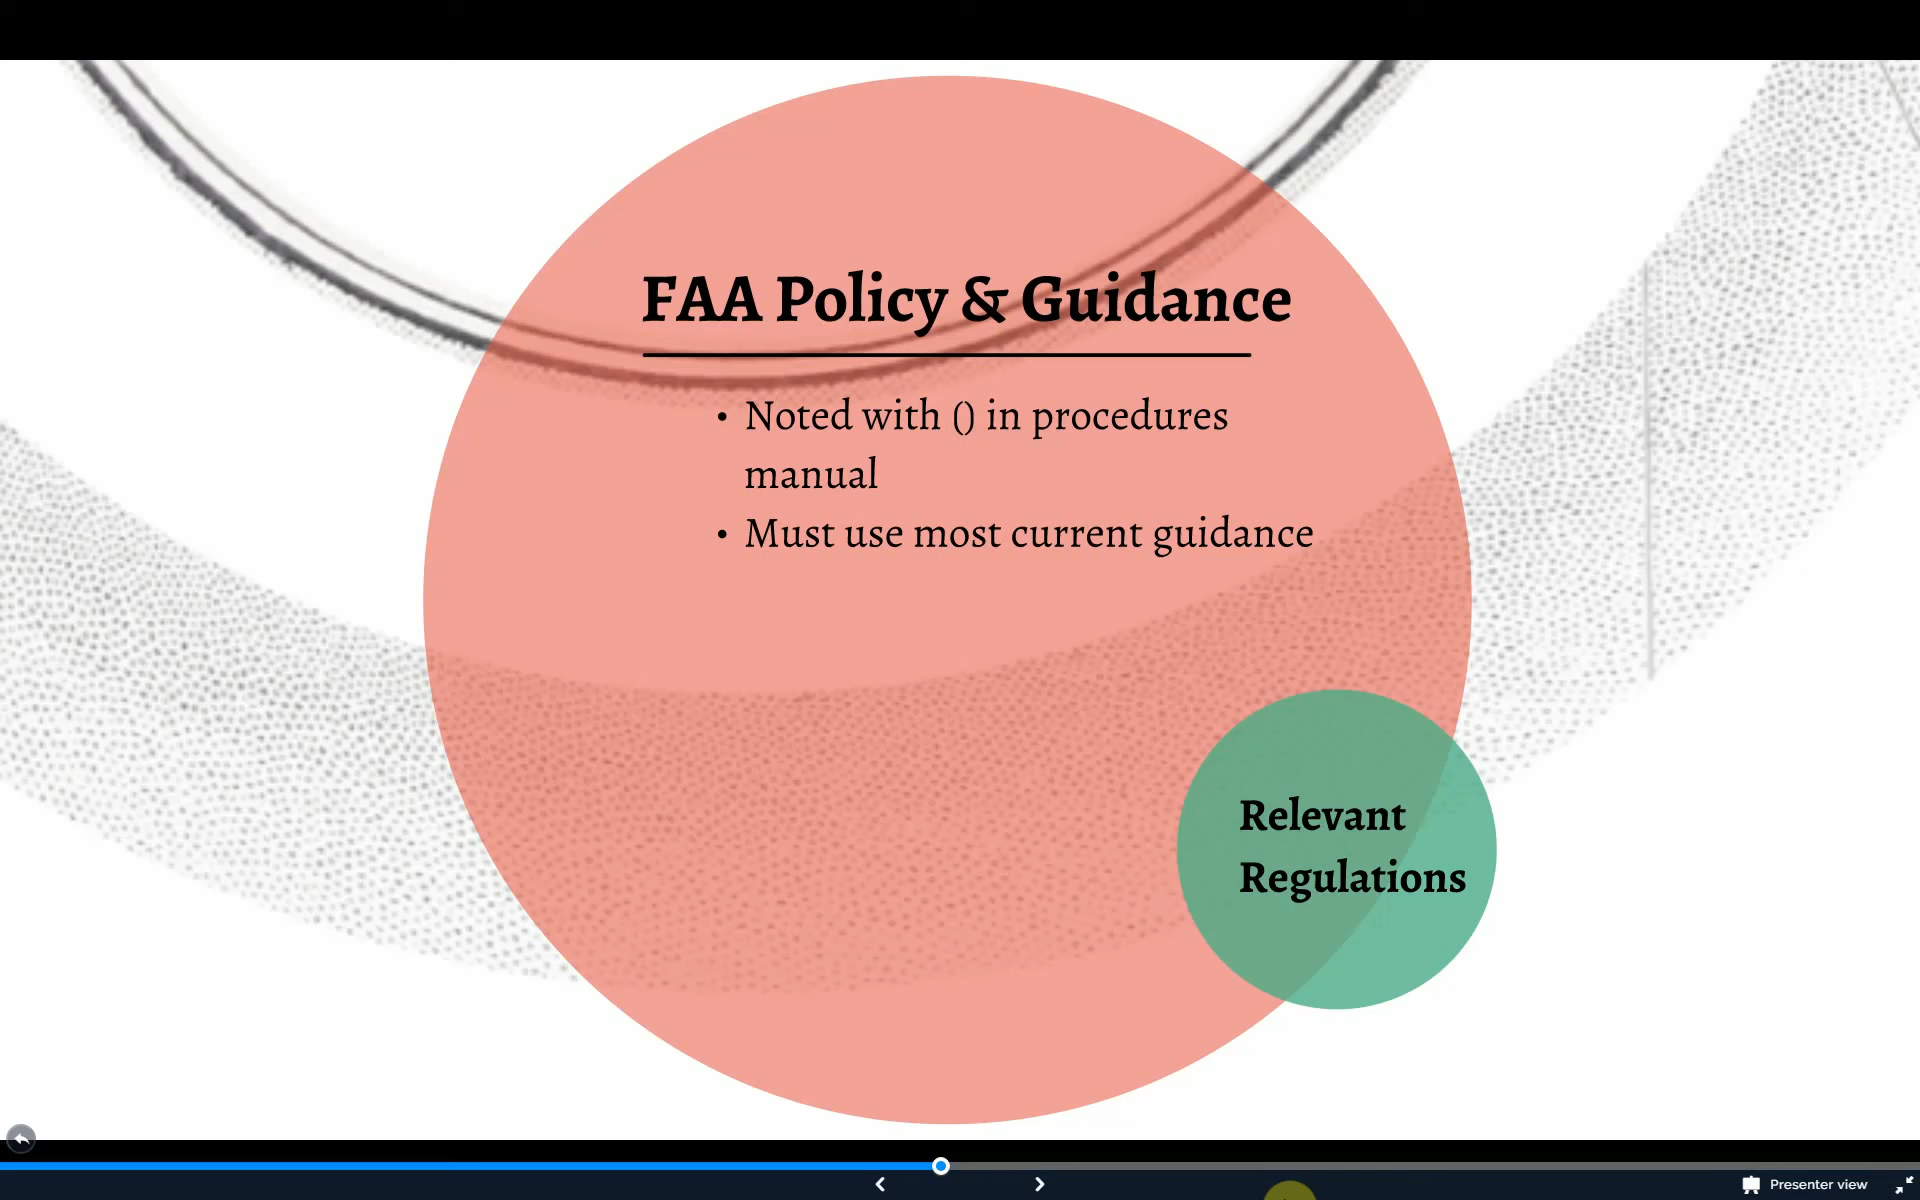 FAA Policy & Guidance
• Noted with () in procedures
manual
• Must use most current guidance
Relevant
Regulations
Presenter view